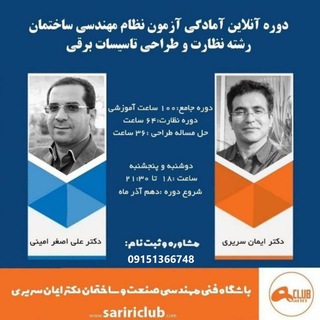 دوره آنلاین آمادگی آزمون نظام مهندسی ساختمان
رشته نظارت و طراحی تاسیسات برقی
دوره جامع:۱۰۰ ساعت آموزشی
دوره نظارت:۶۴ ساعت
حل مساله طراحی :۳۶ ساعت
دوشنبه و پنجشنبه
ساعت :۱۸ تا ۲۱:۳۰
شروع دوره :دهم آذر ماه
دکتر ایمان سریری
مشاوره و ثبت نام:
09151366748
دکتر علی اصغر امینی
باشگاه فنی مهندسی صنعت و ساختمان دکتر ایمان سریری
www.saririclub.com
CLUB